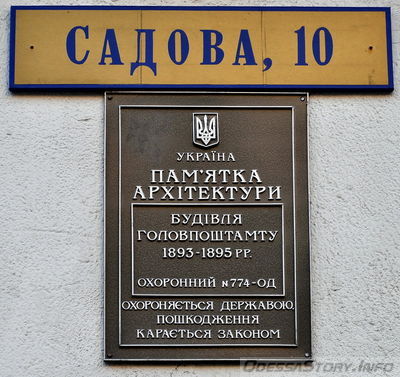 САДОВА, 10
УКРАЇНА
ПАМ'ЯТКА
АРХІТЕКТУРИ
БУДІВЛЯ
ГОЛОВПОШТАМТУ
1893-1895 РР.
ОХОРОННИЙ №774-ОД
ОХОРОНЯЄТЬСЯ ДЕРЖАВОЮ,
ПОШКОДЖЕННЯ
КАРАЄТЬСЯ ЗАКОНОМ
OdessaStory.Info